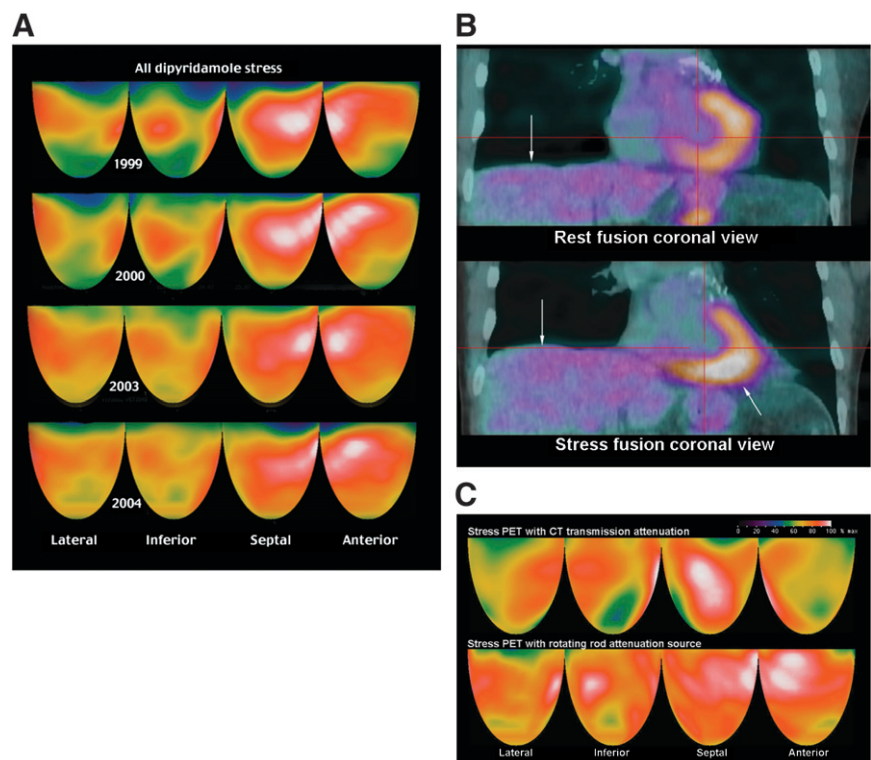 A
All dipyridamole stress
1999
2000
2003
2004
Lateral Inferior Septal Anterior
B
Rest fusion coronal view
Stress fusion coronal view
C
Stress PET with CT transmission attenuation
0 20 40 60 80 100 % max
Stress PET with rotating rod attenuation source
Lateral Inferior Septal Anterior